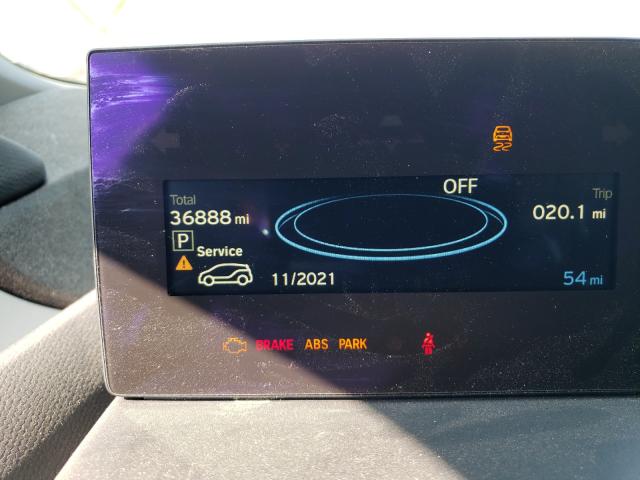 OFF
Total
36888 mi
Trip
020.1 mi
P
Service
11/2021
54 mi
BRAKE ABS PARK